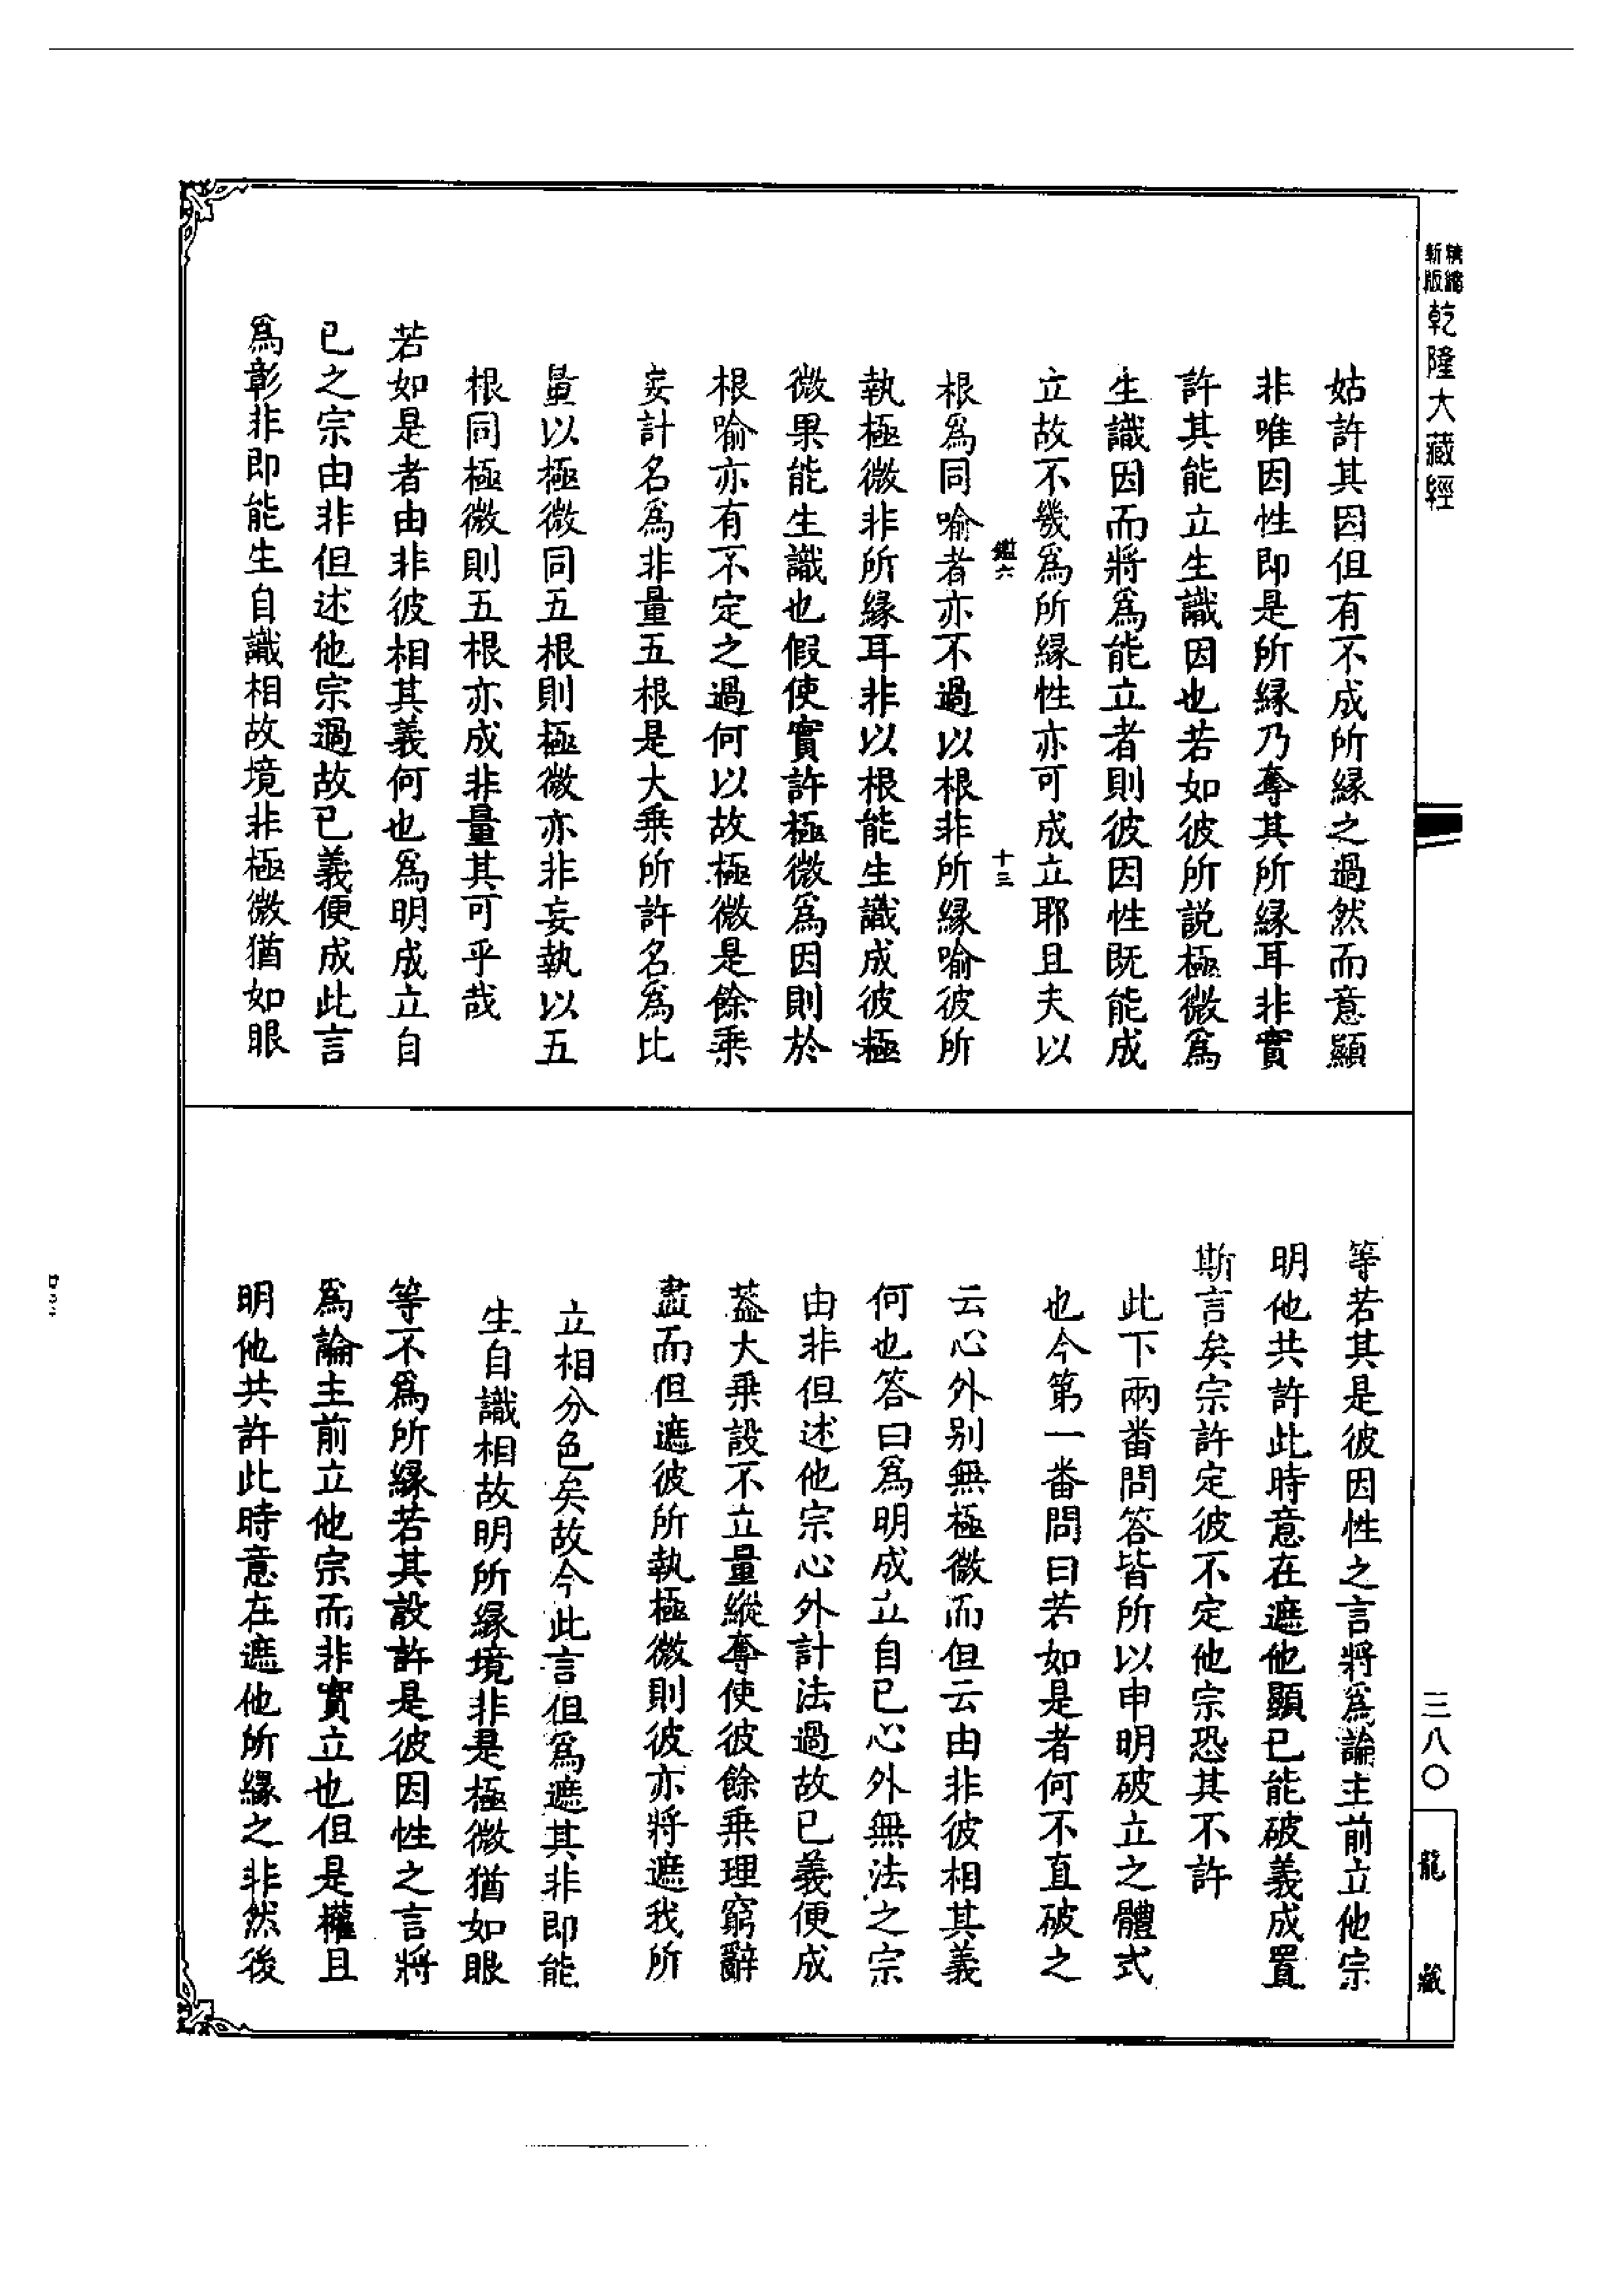 精縮
新版
乾隆大藏經
姑許其因但有不成所緣之過然而意顯
非唯因性即是所緣乃奪其所緣耳非實
許其能立生識因也若如彼所說極微為
生識因而將為能立者則彼因性既能成
立故不幾為所緣性亦可成立耶且夫以
鑑六
十三
根為同喻者亦不過以根非所緣喻彼所
執極微非所緣耳非以根能生識成彼極
微果能生識也假使實許極微為因則於
根喻亦有不定之過何以故極微是餘乘
妄計名為非量五根是大乘所許名為比
量以極微同五根則極微亦非妄執以五
根同極微則五根亦成非量其可乎哉
若如是者由非彼相其義何也為明成立自
已之宗由非但述他宗過故已義便成此言
為彰非即能生自識相故境非極微猶如眼
等若其是彼因性之言將為論主前立他宗
明他共許此時意在遮他顯已能破義成置
斯言矣宗許定彼不定他宗恐其不許
此下兩番問答皆所以申明破立之體式
也今第一番問曰若如是者何不直破之
云心外別無極微而但云由非彼相其義
何也答曰為明成立自已心外無法之宗
由非但述他宗心外計法過故已義便成
蓋大乘設不立量縱奪使彼餘乘理窮辭
盡而但遮彼所執極微則彼亦將遮我所
立相分色矣故今此言但為遮其非即能
生自識相故明所緣境非是極微猶如眼
等不為所緣若其設許是彼因性之言將
為論主前立他宗而非實立也但是權且
明他共許此時意在遮他所緣之非然後
三八〇
龍藏